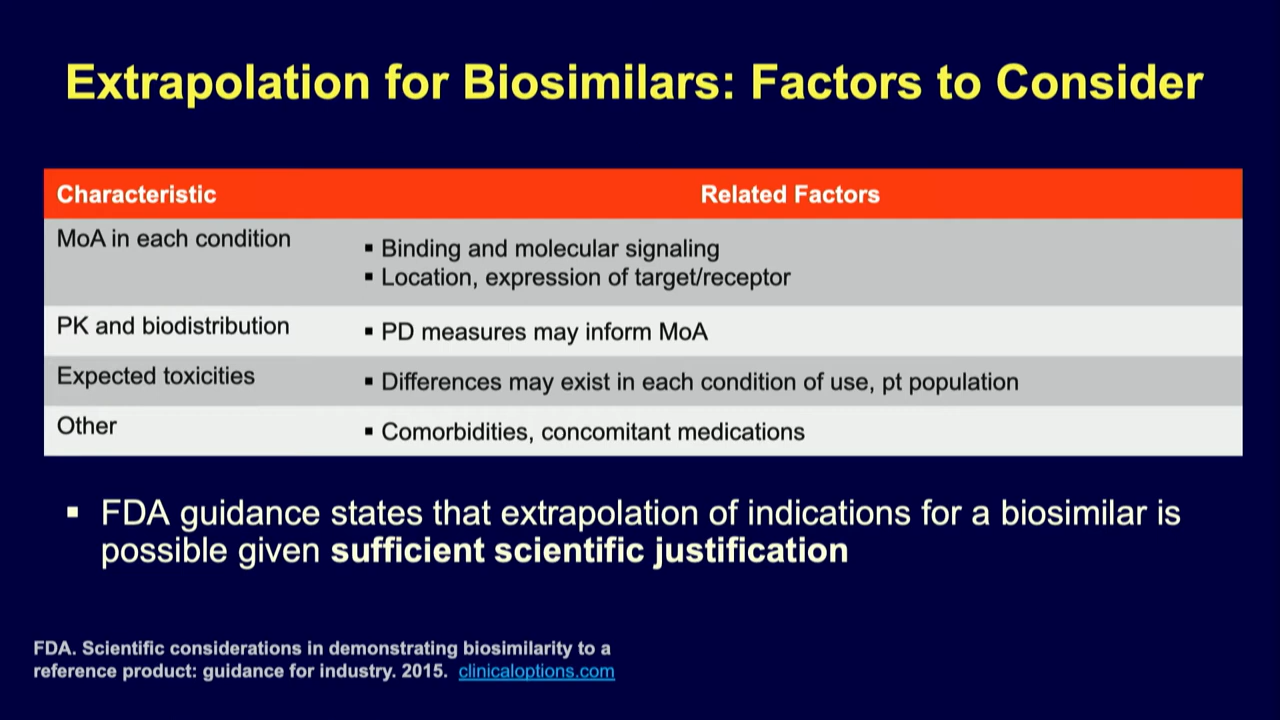 Extrapolation for Biosimilars: Factors to Consider
Characteristic
Related Factors
MoA in each condition
▪ Binding and molecular signaling
▪ Location, expression of target/receptor
PK and biodistribution
▪ PD measures may inform MoA
Expected toxicities
▪ Differences may exist in each condition of use, pt population
Other
▪ Comorbidities, concomitant medications
▪ FDA guidance states that extrapolation of indications for a biosimilar is
possible given sufficient scientific justification
FDA. Scientific considerations in demonstrating biosimilarity to a
reference product: guidance for industry. 2015. clinicaloptions.com